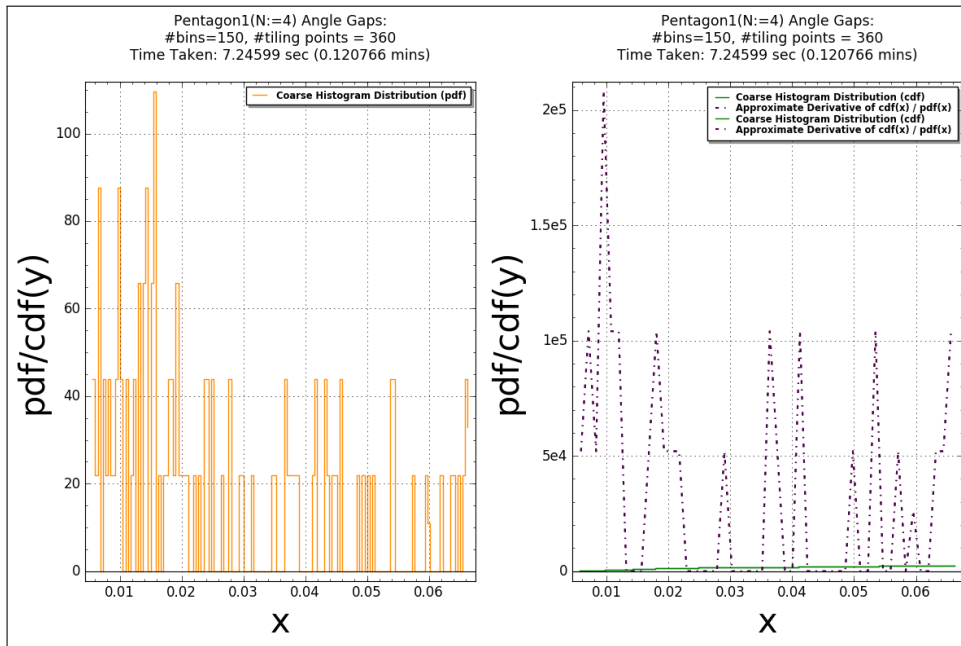 Pentagon1(N:=4) Angle Gaps:
#bins=150, #tiling points = 360
Time Taken: 7.24599 sec (0.120766 mins)
Coarse Histogram Distribution (pdf)
pdf/cdf(y)
100
80
60
40
20
0
0.01 0.02 0.03 0.04 0.05 0.06
x
Pentagon1(N:=4) Angle Gaps:
#bins=150, #tiling points = 360
Time Taken: 7.24599 sec (0.120766 mins)
Coarse Histogram Distribution (cdf)
Approximate Derivative of cdf(x) / pdf(x)
Coarse Histogram Distribution (cdf)
Approximate Derivative of cdf(x) / pdf(x)
pdf/cdf(y)
2e5
1.5e5
1e5
5e4
0
0.01 0.02 0.03 0.04 0.05 0.06
x